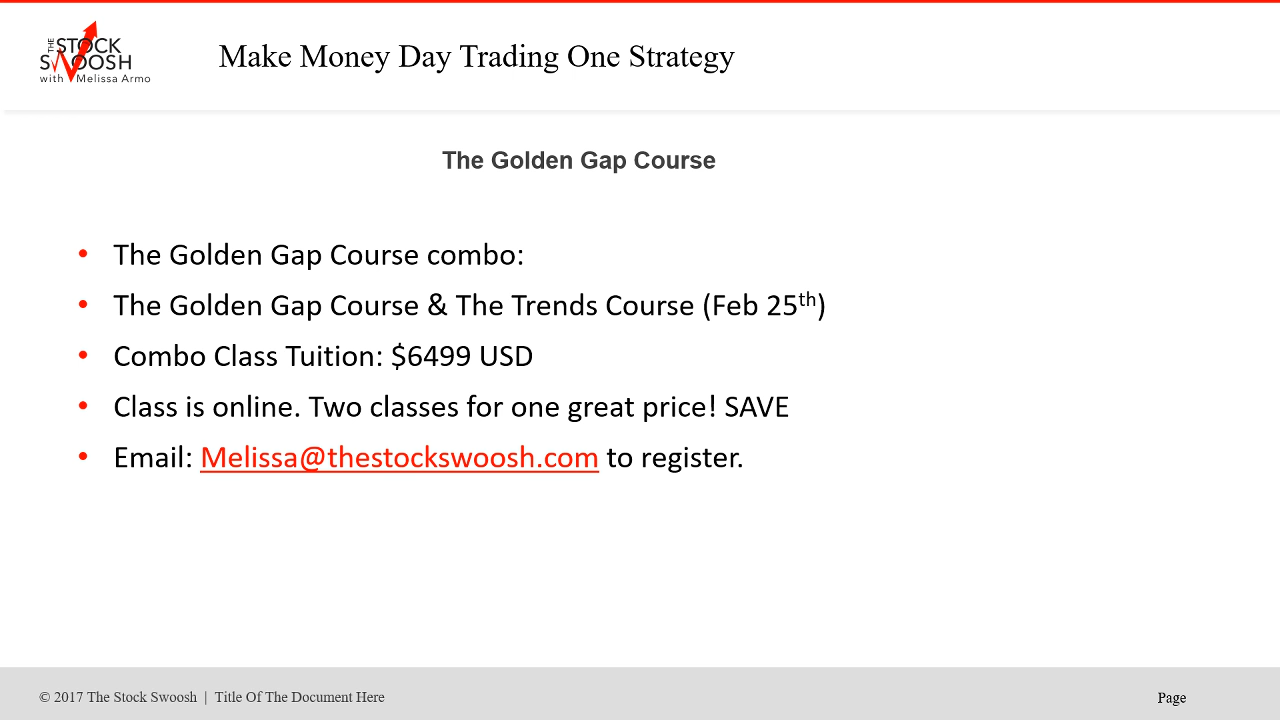 THE STOCK
SWOOSH
with Melissa Armo
Make Money Day Trading One Strategy
The Golden Gap Course
• The Golden Gap Course combo:
• The Golden Gap Course & The Trends Course (Feb 25th)
• Combo Class Tuition: $6499 USD
• Class is online. Two classes for one great price! SAVE
• Email: Melissa@thestockswoosh.com to register.
© 2017 The Stock Swoosh | Title Of The Document Here
Page